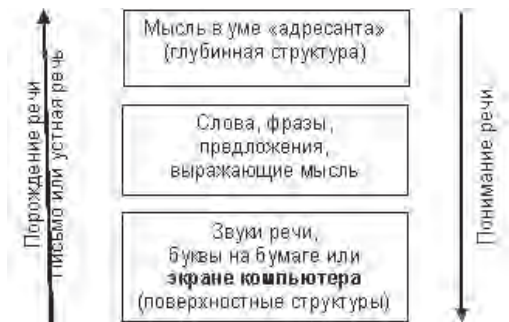 Мысль в уме «адресанта»
(глубинная структура)
Слова, фразы,
предложения,
выражающие мысль
Звуки речи,
буквы на бумаге или
экране компьютера
(поверхностные структуры)
Порождение речи
письмо или устная речь
Понимание речи